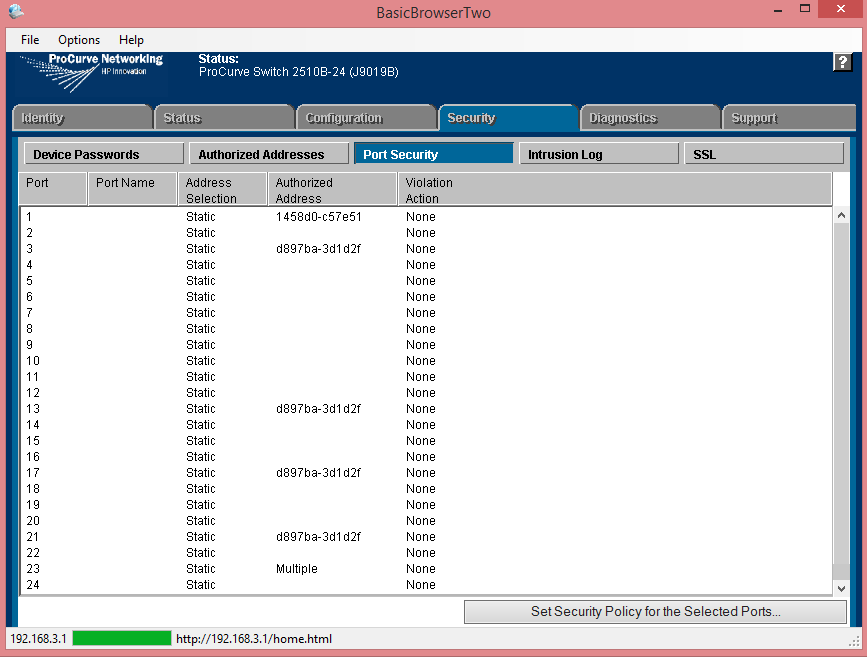 BasicBrowserTwo
File Options Help
ProCurve Networking
HP Innovation
Status:
ProCurve Switch 2510B-24 (J9019B)
?
Identity Status Configuration Security Diagnostics Support
Device Passwords Authorized Addresses Port Security Intrusion Log SSL
Port Port Name Address Selection Authorized Address Violation Action
1 Static 1458d0-c57e51 None
2 Static None
3 Static d897ba-3d1d2f None
4 Static None
5 Static None
6 Static None
7 Static None
8 Static None
9 Static None
10 Static None
11 Static None
12 Static None
13 Static d897ba-3d1d2f None
14 Static None
15 Static None
16 Static None
17 Static d897ba-3d1d2f None
18 Static None
19 Static None
20 Static None
21 Static d897ba-3d1d2f None
22 Static None
23 Static Multiple None
24 Static None
Set Security Policy for the Selected Ports...
192.168.3.1 http://192.168.3.1/home.html